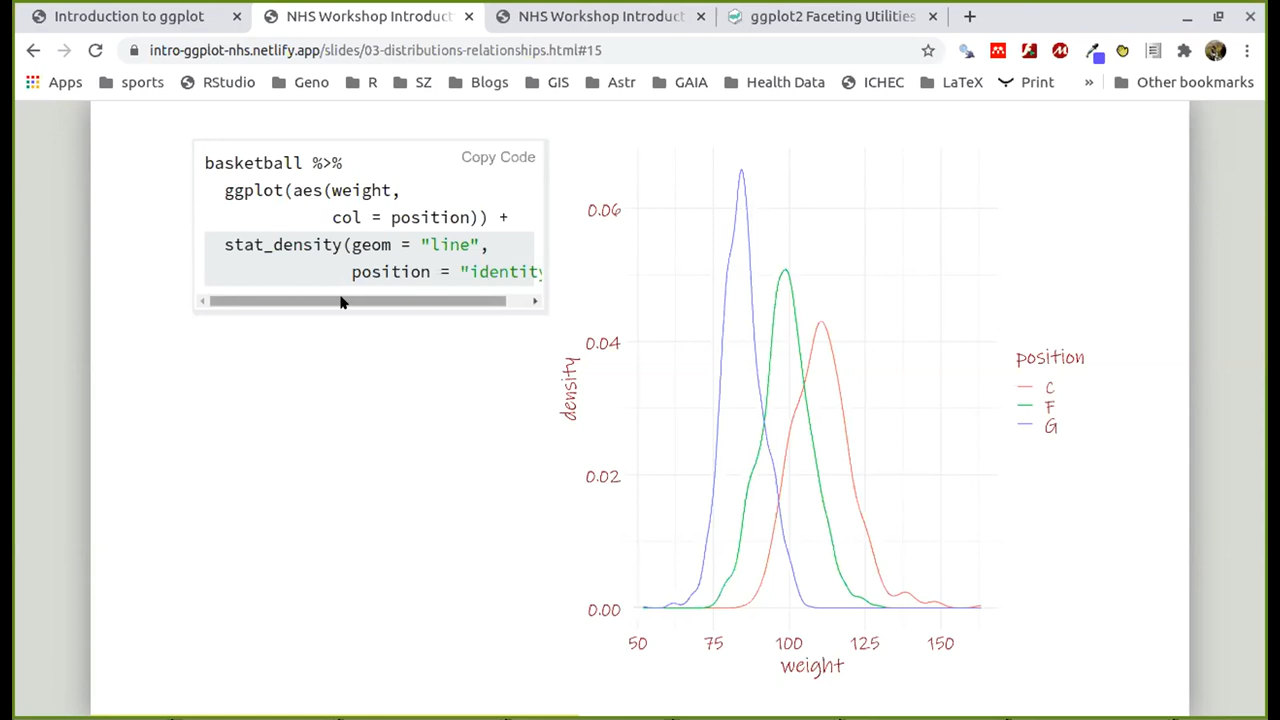 Introduction to ggplot
NHS Workshop Introduct
NHS Workshop Introduct
ggplot2 Faceting Utilities
intro-ggplot-nhs.netlify.app/slides/03-distributions-relationships.html#15
Apps
sports
RStudio
Geno
R
SZ
Blogs
GIS
Astr
GAIA
Health Data
ICHEC
LaTeX
Print
»
Other bookmarks
Copy Code
basketball %>%
ggplot(aes(weight,
col = position)) +
stat_density(geom = "line",
position = "identity
0.06
0.04
0.02
0.00
density
50 75 100 125 150
weight
position
C
F
G